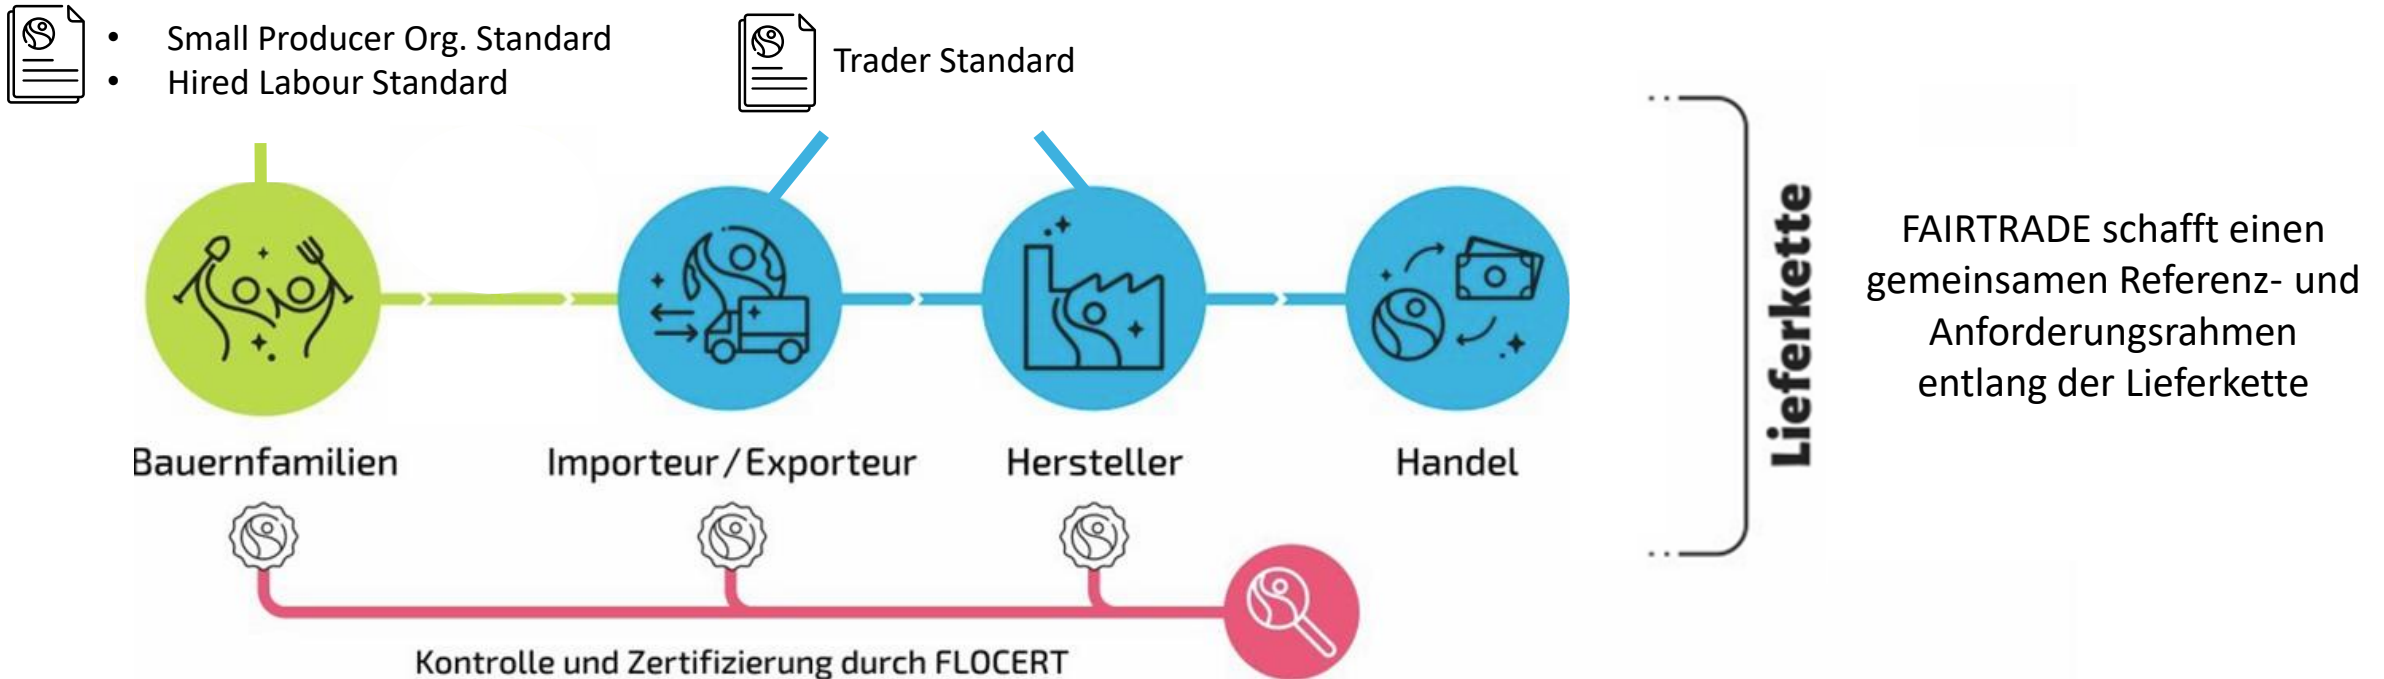 • Small Producer Org. Standard
• Hired Labour Standard
Trader Standard
Bauernfamilien
Importeur/Exporteur
Hersteller
Handel
Kontrolle und Zertifizierung durch FLOCERT
Lieferkette
FAIRTRADE schafft einen
gemeinsamen Referenz- und
Anforderungsrahmen
entlang der Lieferkette